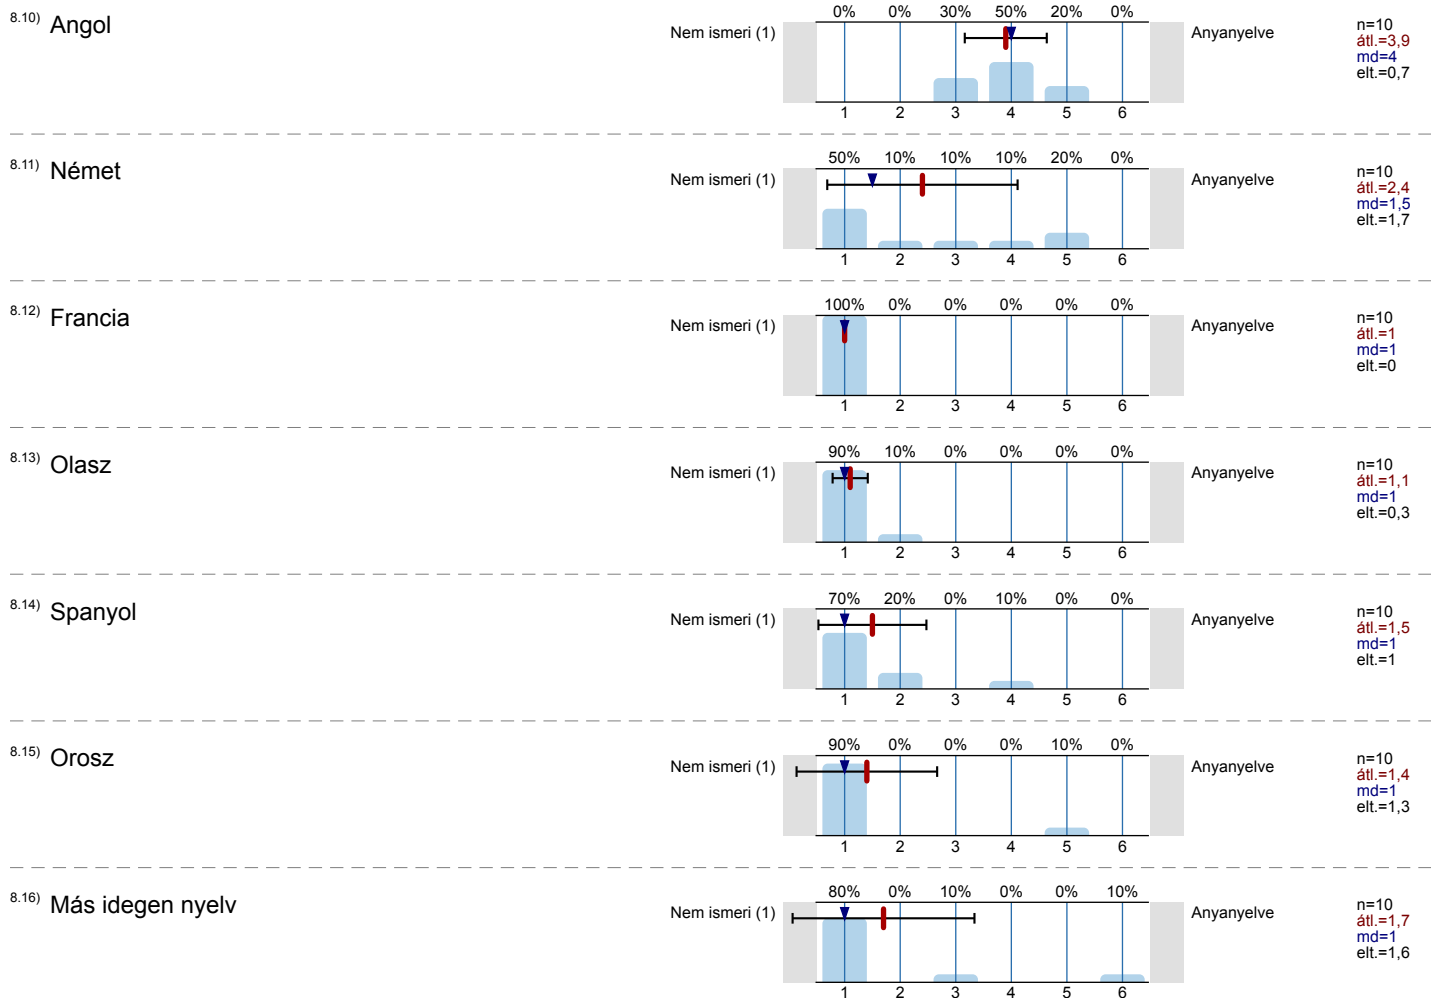 8.10) Angol
0% 0% 30% 50% 20% 0%
Nem ismeri (1) Anyanyelve
n=10
átl.=3,9
md=4
elt.=0,7
1 2 3 4 5 6
8.11) Német
50% 10% 10% 10% 20% 0%
Nem ismeri (1) Anyanyelve
n=10
átl.=2,4
md=1,5
elt.=1,7
1 2 3 4 5 6
8.12) Francia
100% 0% 0% 0% 0% 0%
Nem ismeri (1) Anyanyelve
n=10
átl.=1
md=1
elt.=0
1 2 3 4 5 6
8.13) Olasz
90% 10% 0% 0% 0% 0%
Nem ismeri (1) Anyanyelve
n=10
átl.=1,1
md=1
elt.=0,3
1 2 3 4 5 6
8.14) Spanyol
70% 20% 0% 10% 0% 0%
Nem ismeri (1) Anyanyelve
n=10
átl.=1,5
md=1
elt.=1
1 2 3 4 5 6
8.15) Orosz
90% 0% 0% 0% 10% 0%
Nem ismeri (1) Anyanyelve
n=10
átl.=1,4
md=1
elt.=1,3
1 2 3 4 5 6
8.16) Más idegen nyelv
80% 0% 10% 0% 0% 10%
Nem ismeri (1) Anyanyelve
n=10
átl.=1,7
md=1
elt.=1,6
1 2 3 4 5 6